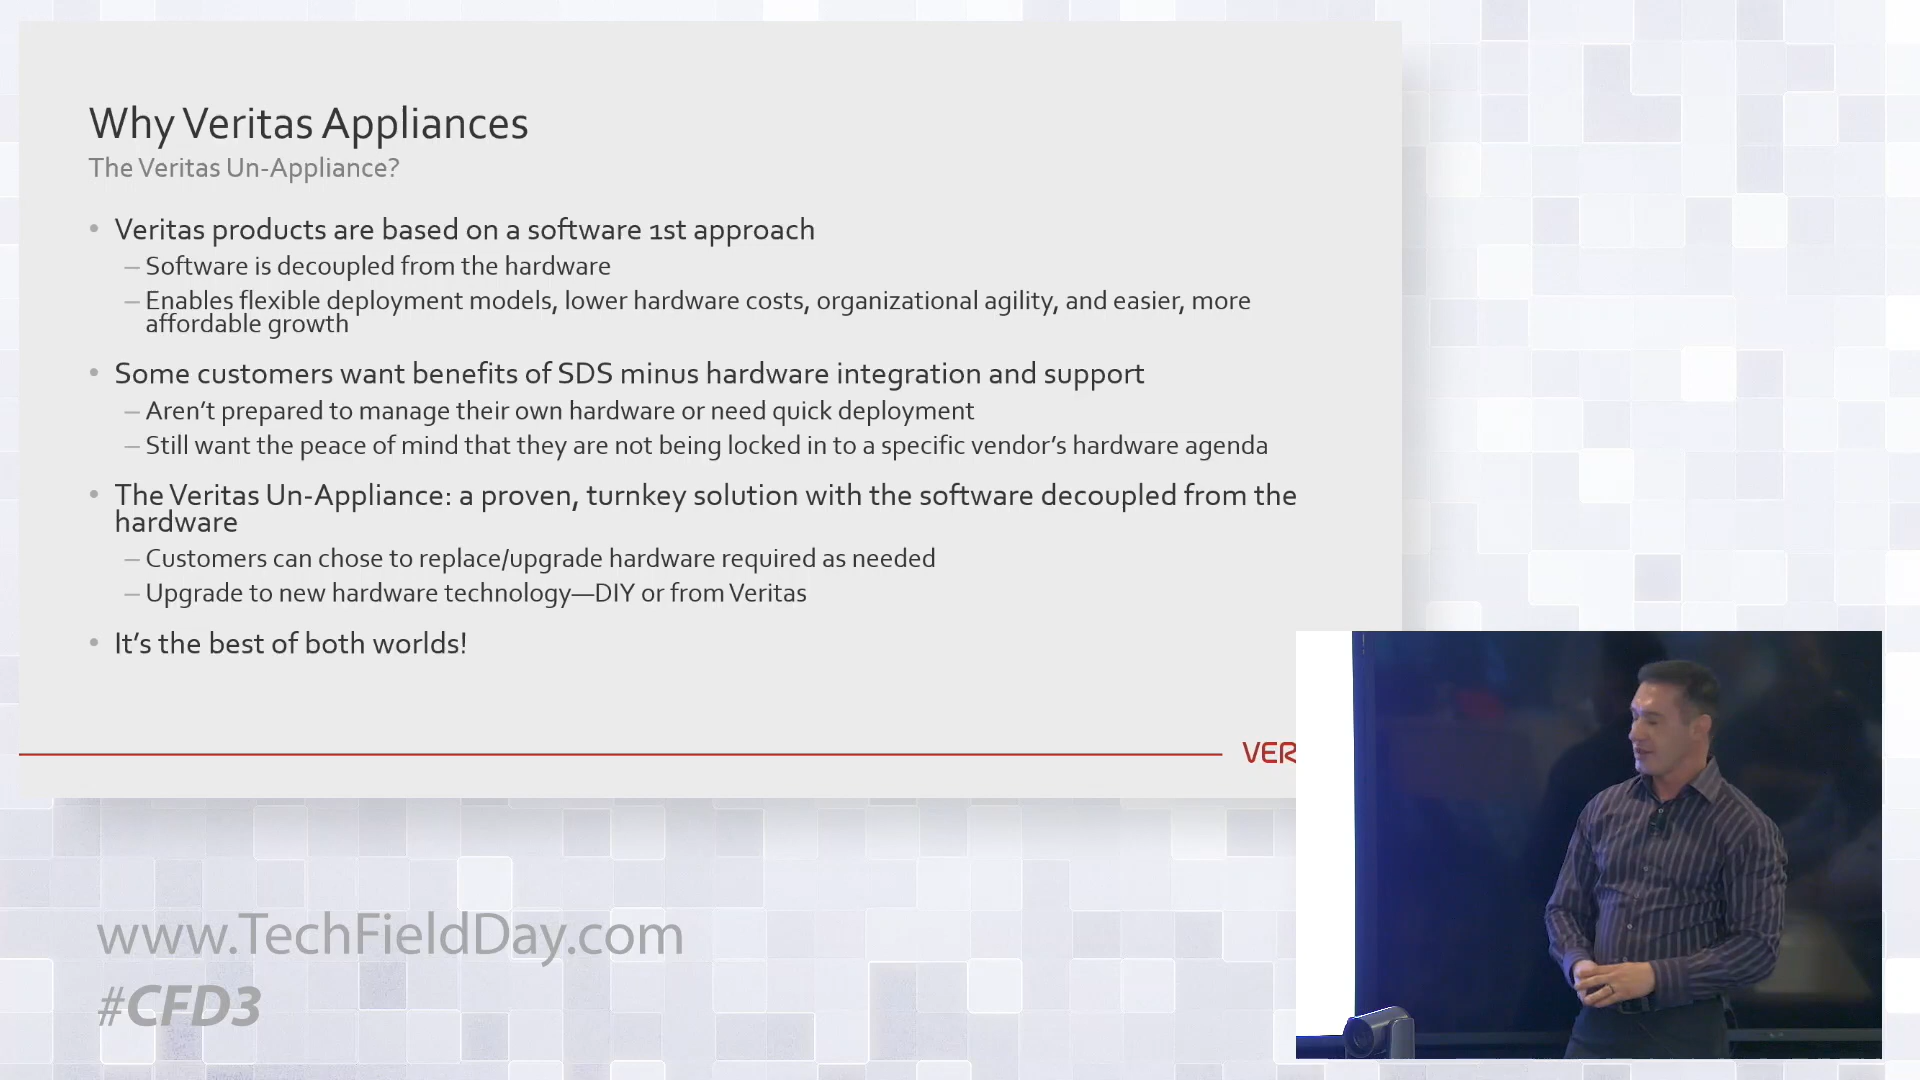 Why Veritas Appliances
The Veritas Un-Appliance?
• Veritas products are based on a software 1st approach
– Software is decoupled from the hardware
– Enables flexible deployment models, lower hardware costs, organizational agility, and easier, more
affordable growth
• Some customers want benefits of SDS minus hardware integration and support
– Aren’t prepared to manage their own hardware or need quick deployment
– Still want the peace of mind that they are not being locked in to a specific vendor’s hardware agenda
• The Veritas Un-Appliance: a proven, turnkey solution with the software decoupled from the
hardware
– Customers can chose to replace/upgrade hardware required as needed
– Upgrade to new hardware technology—DIY or from Veritas
• It’s the best of both worlds!
VER
www.TechFieldDay.com
#CFD3